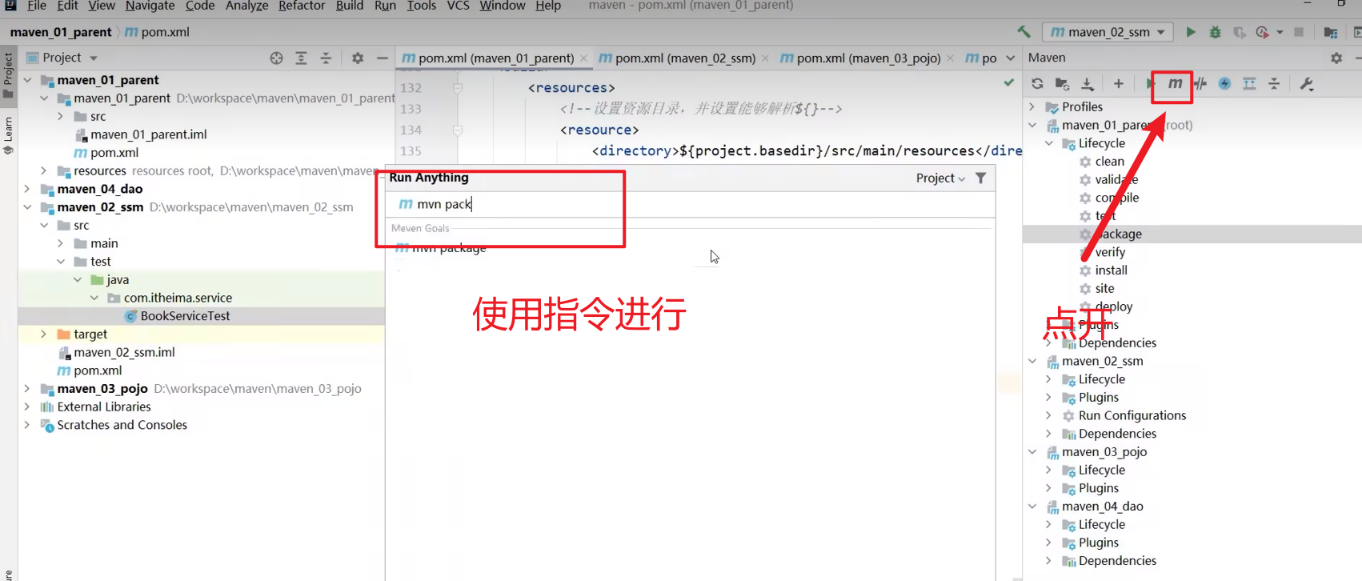 File Edit View Navigate Code Analyze Refactor Build Run Tools VCS Window Help maven - pom.xml (maven_01_parent)
maven_01_parent pom.xml
maven_02_ssm
Project
Learn
Project
maven_01_parent
maven_01_parent D:\workspace\maven\maven_01_parent
src
maven_01_parent.iml
pom.xml
resources resources root, D:\workspace\maven\maven
maven_04_dao
maven_02_ssm D:\workspace\maven\maven_02_ssm
src
main
test
java
com.itheima.service
BookServiceTest
target
maven_02_ssm.iml
pom.xml
maven_03_pojo D:\workspace\maven\maven_03_pojo
External Libraries
Scratches and Consoles
pom.xml (maven_01_parent)
pom.xml (maven_02_ssm)
pom.xml (maven_03_pojo)
po
132 <resources>
133 <!--设置资源目录，并设置能够解析${}-->
134 <resource>
135 <directory>${project.basedir}/src/main/resources</dire
Run Anything
Project
mvn pack
Meven Goals
mvn package
使用指令进行
Maven
Profiles
maven_01_parent (root)
Lifecycle
clean
validate
compile
test
package
verify
install
site
deploy
点开
Plugins
Dependencies
maven_02_ssm
Lifecycle
Plugins
Run Configurations
Dependencies
maven_03_pojo
Lifecycle
Plugins
maven_04_dao
Lifecycle
Plugins
Dependencies